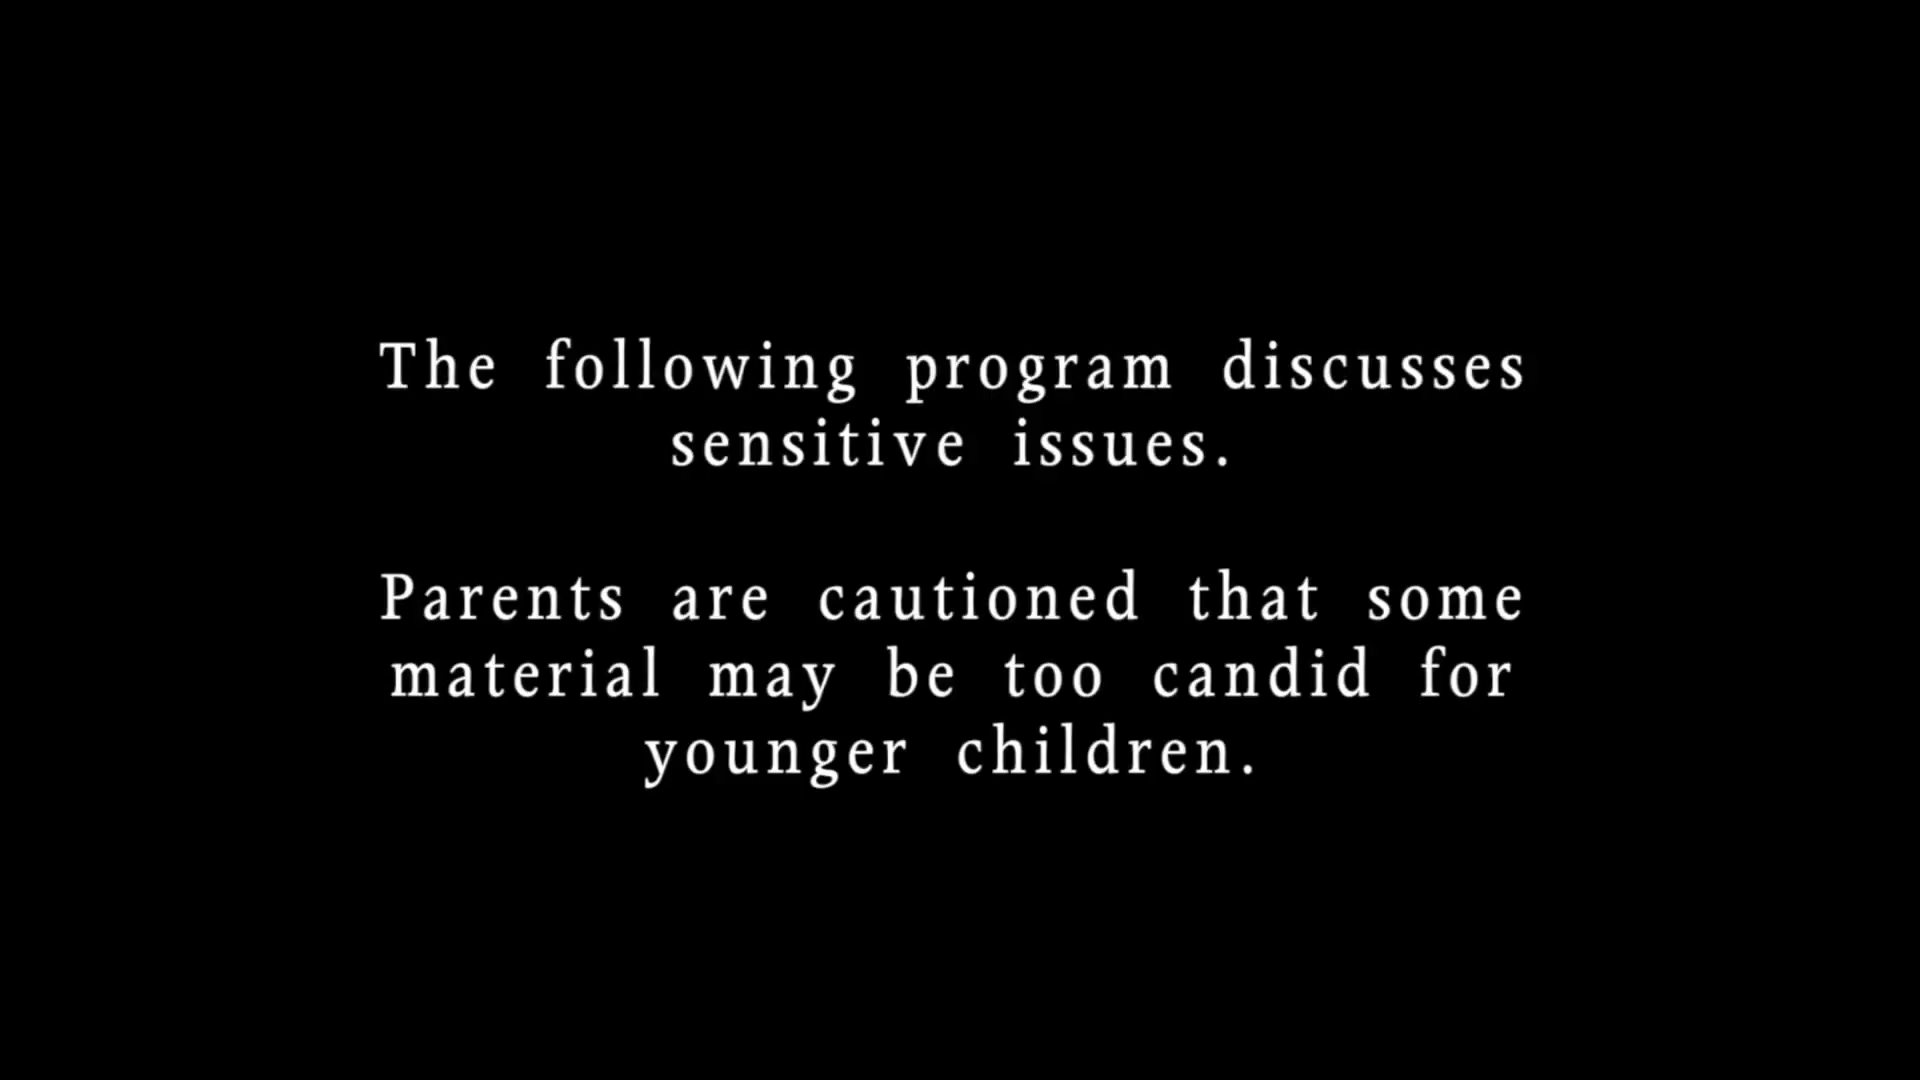 The following program discusses
sensitive issues.
Parents are cautioned that some
material may be too candid for
younger children.